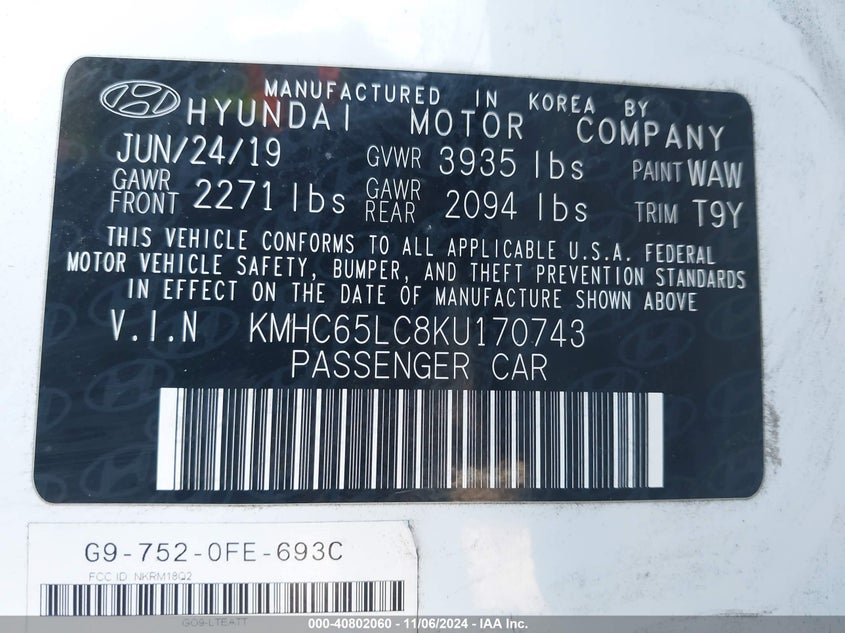 MANUFACTURED IN KOREA BY
HYUNDAI MOTOR COMPANY
JUN/24/19 GVWR 3935 lbs PAINT WAW
GAWR FRONT 2271 lbs GAWR REAR 2094 lbs TRIM T9Y
THIS VEHICLE CONFORMS TO ALL APPLICABLE U.S.A. FEDERAL
MOTOR VEHICLE SAFETY, BUMPER, AND THEFT PREVENTION STANDARDS
IN EFFECT ON THE DATE OF MANUFACTURE SHOWN ABOVE
V.I.N KMHC65LC8KU170743
PASSENGER CAR
G9-752-0FE-693C
FCC ID: NKRM18Q2
GO9-LTEATT
000-40802060 - 11/06/2024 - IAA Inc.